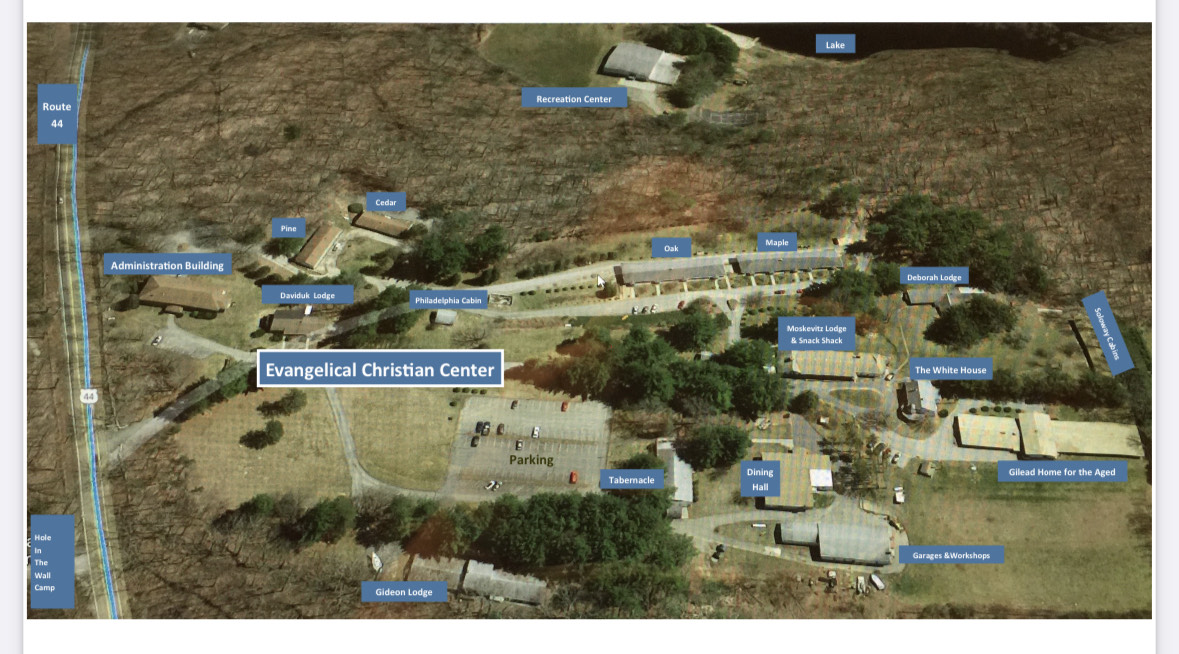 Lake
Recreation Center
Route
44
Cedar
Pine
Oak
Maple
Administration Building
Daviduk Lodge
Philadelphia Cabin
Deborah Lodge
Soloway Cabins
Moskevitz Lodge
& Snack Shack
Evangelical Christian Center
The White House
44
Parking
Tabernacle
Dining
Hall
Gilead Home for the Aged
Hole
In
The
Wall
Camp
Garages &Workshops
Gideon Lodge